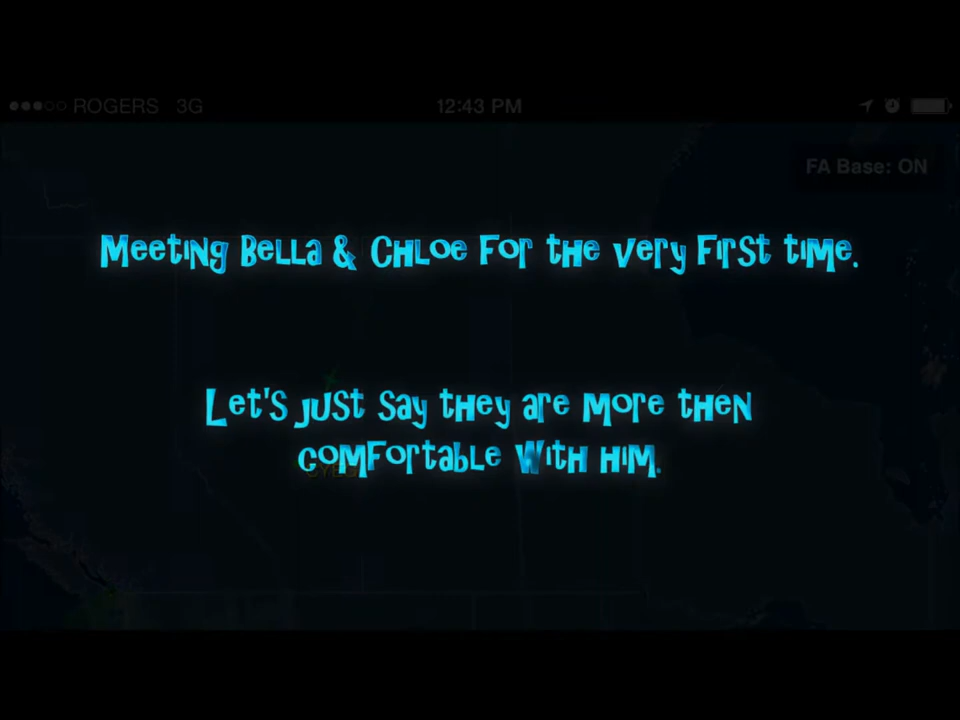 ROGERS 3G 12:43 PM
FA Base: ON
Meeting Bella & Chloe For the very First time.
Let's just say they are more then
comfortable with him.